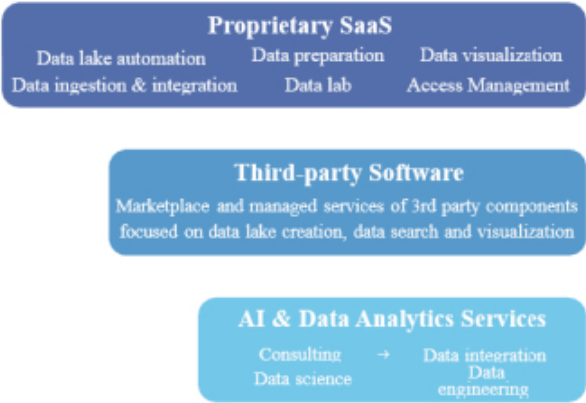 Proprietary SaaS
Data lake automation Data preparation Data visualization
Data ingestion & integration Data lab Access Management
Third-party Software
Marketplace and managed services of 3rd party components
focused on data lake creation, data search and visualization
AI & Data Analytics Services
Consulting → Data integration
Data science Data
engineering